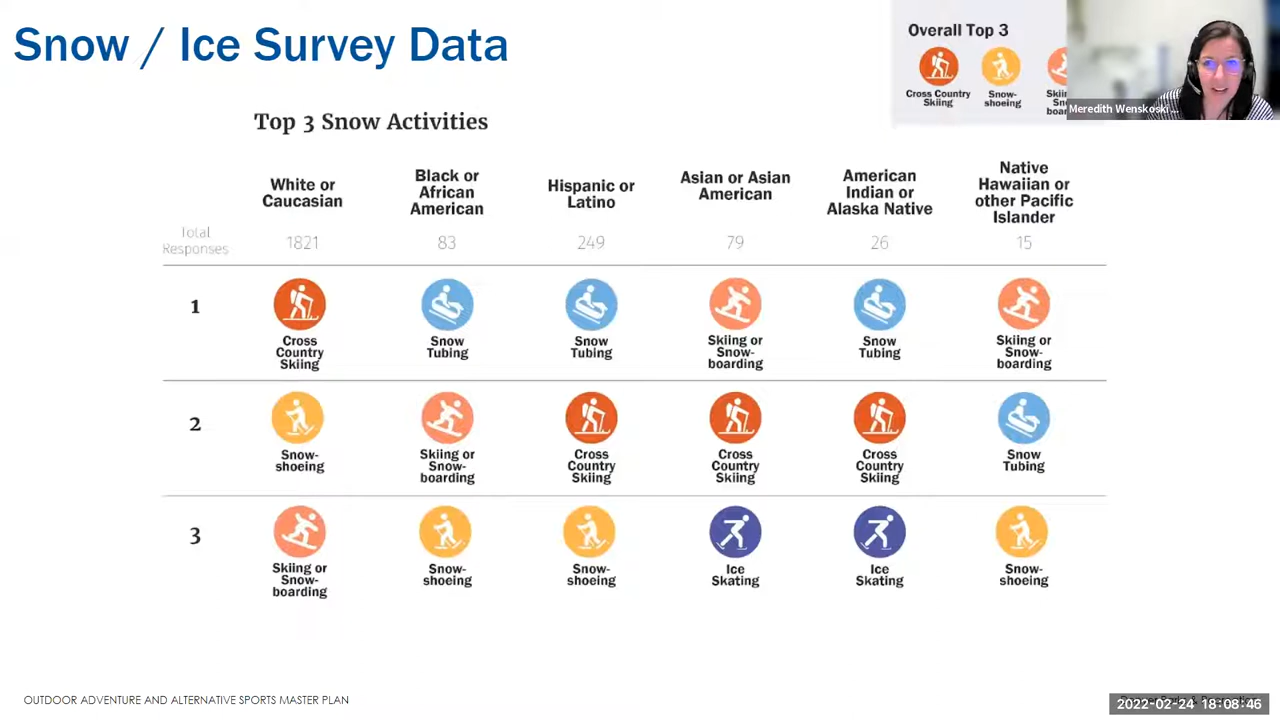 Snow / Ice Survey Data
Overall Top 3
Cross Country
Skiing
Snow-
shoeing
Meredith Wenskoski ...
Top 3 Snow Activities
White or
Caucasian
Black or
African
American
Hispanic or
Latino
Asian or Asian
American
American
Indian or
Alaska Native
Native
Hawaiian or
other Pacific
Islander
Total
Responses
1821
83
249
79
26
15
1
Cross
Country
Skiing
Snow
Tubing
Snow
Tubing
Skiing or
Snow-
boarding
Snow
Tubing
Skiing or
Snow-
boarding
2
Snow-
shoeing
Skiing or
Snow-
boarding
Cross
Country
Skiing
Cross
Country
Skiing
Cross
Country
Skiing
Snow
Tubing
3
Skiing or
Snow-
boarding
Snow-
shoeing
Snow-
shoeing
Ice
Skating
Ice
Skating
Snow-
shoeing
OUTDOOR ADVENTURE AND ALTERNATIVE SPORTS MASTER PLAN
2022-02-24 18:08:46